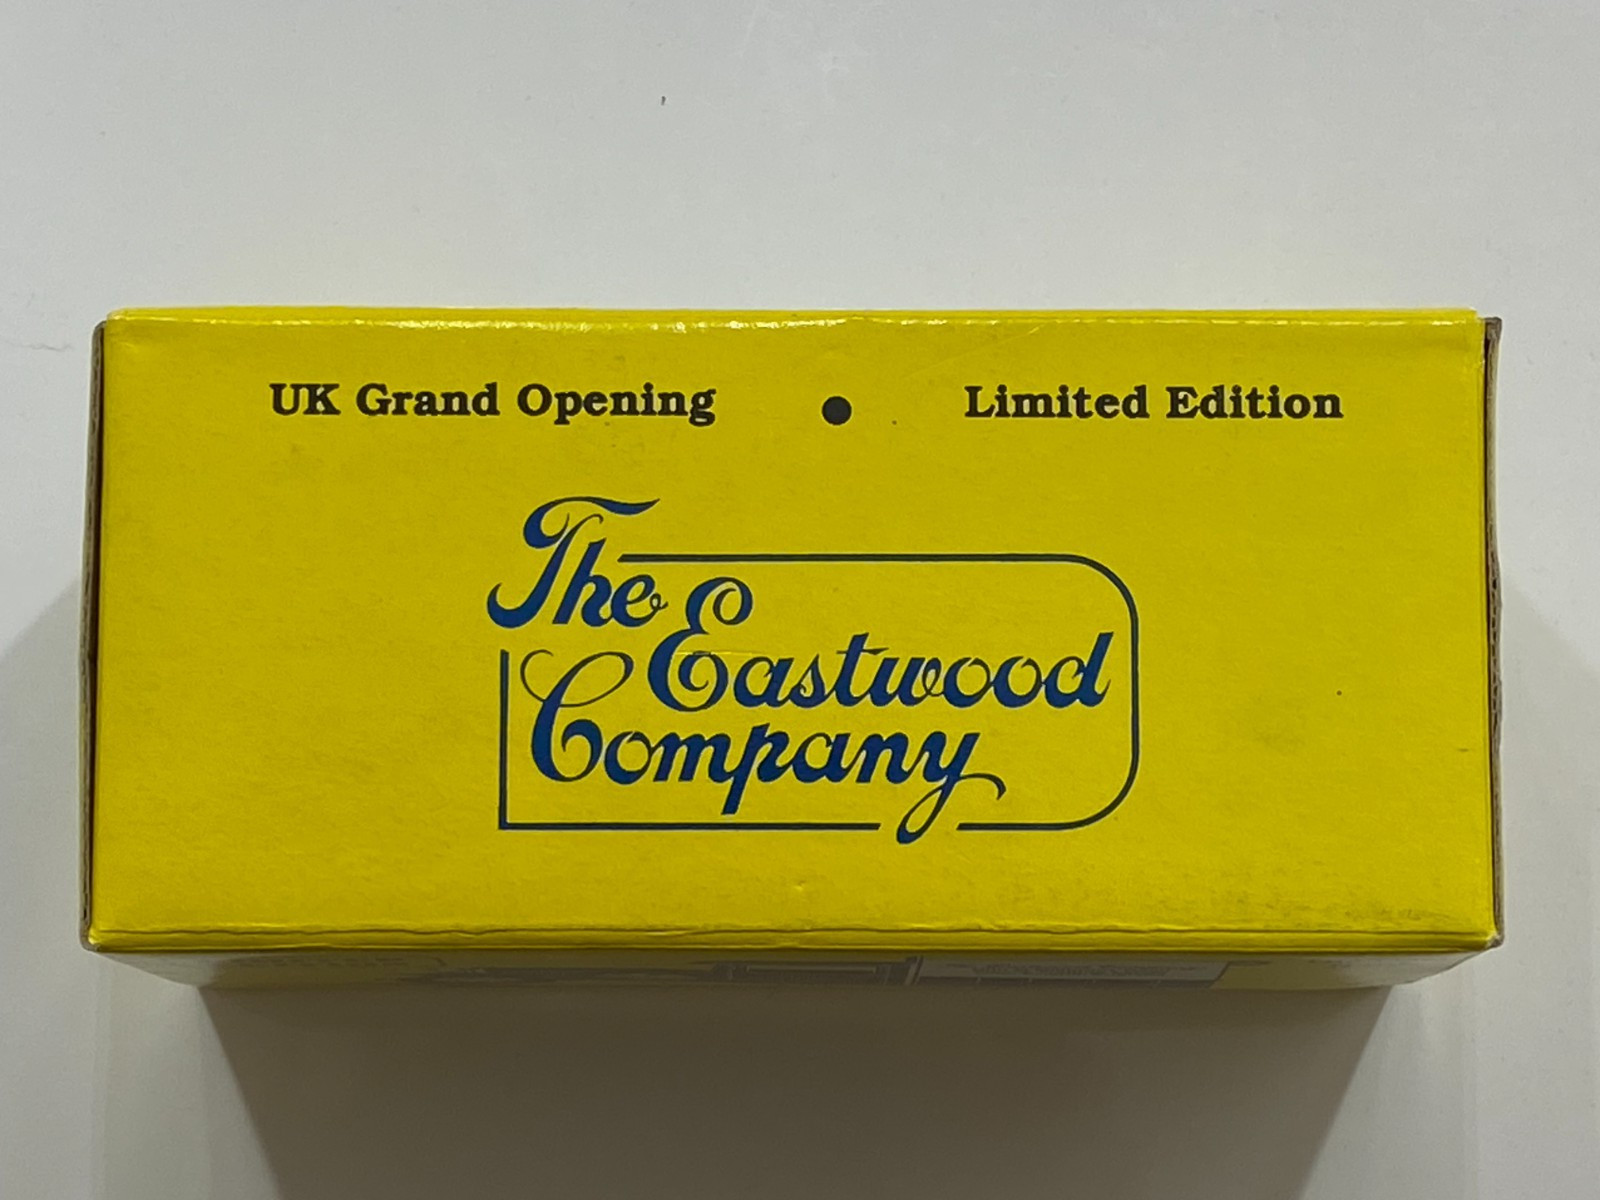 UK Grand Opening ● Limited Edition
The Eastwood
Company